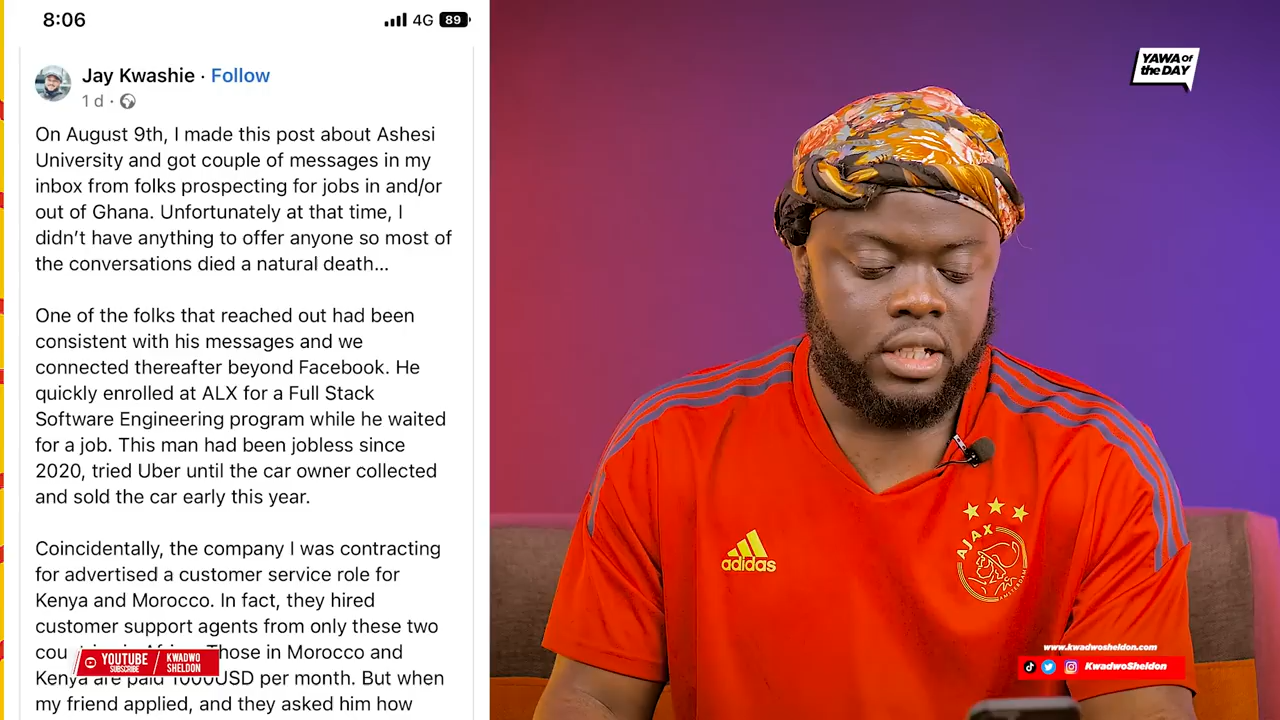 8:06
4G 89
Jay Kwashie · Follow
1 d ·
On August 9th, I made this post about Ashesi
University and got couple of messages in my
inbox from folks prospecting for jobs in and/or
out of Ghana. Unfortunately at that time, I
didn't have anything to offer anyone so most of
the conversations died a natural death...
One of the folks that reached out had been
consistent with his messages and we
connected thereafter beyond Facebook. He
quickly enrolled at ALX for a Full Stack
Software Engineering program while he waited
for a job. This man had been jobless since
2020, tried Uber until the car owner collected
and sold the car early this year.
Coincidentally, the company I was contracting
for advertised a customer service role for
Kenya and Morocco. In fact, they hired
customer support agents from only these two
Those in Morocco and
Kenya are paid 1000USD per month. But when
my friend applied, and they asked him how
YOUTUBE
SUBSCRIBE
KWADWO
SHELDON
YAWA of
the DAY
adidas
AJAX
AMSTERDAM
www.kwadwosheldon.com
KwadwoSheldon